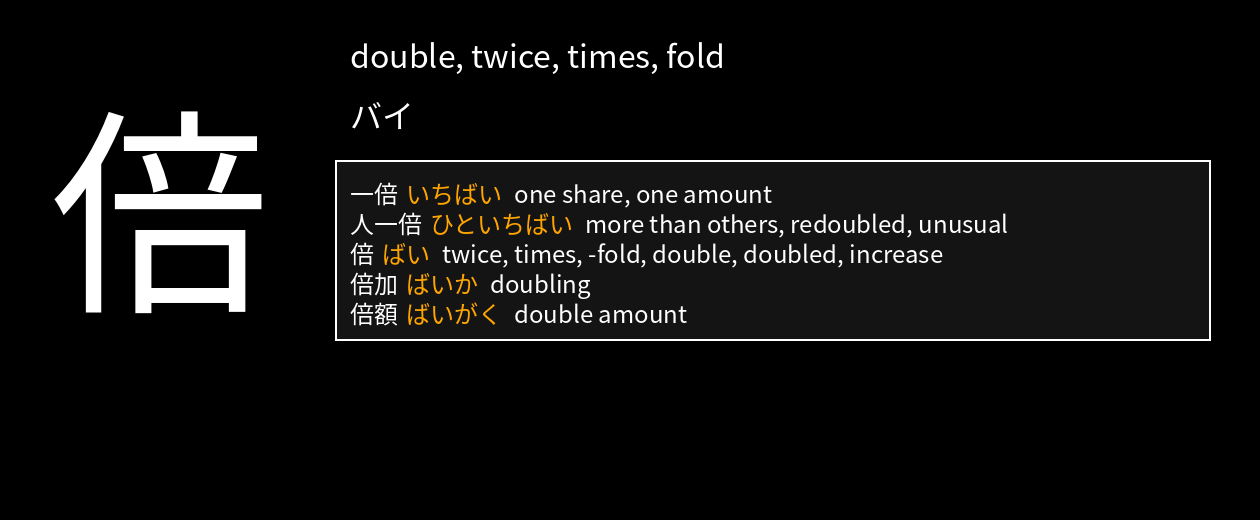 倍
double, twice, times, fold
バイ
一倍 いちばい one share, one amount
人一倍 ひといちばい more than others, redoubled, unusual
倍 ばい twice, times, -fold, double, doubled, increase
倍加 ばいか doubling
倍額 ばいがく double amount